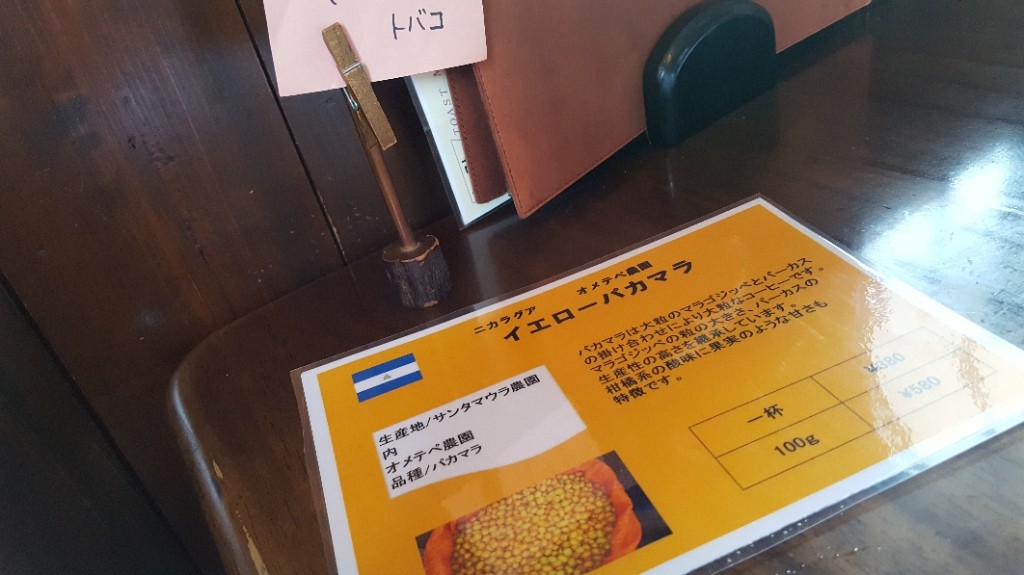 トバコ
TOAST
ニカラグア オメテペ農園
イエローパカマラ
パカマラは大粒のマラゴジッペとパーカス
の掛け合わせにより大粒なコーヒーです。
マラゴジッペの粒の大きさ、パーカスの
生産性の高さを継承しています。
柑橘系の酸味に果実のような甘さも
特徴です。
生産地/サンタマウラ農園
内
オメテペ農園
品種/パカマラ
一杯 ¥380
100g ¥580